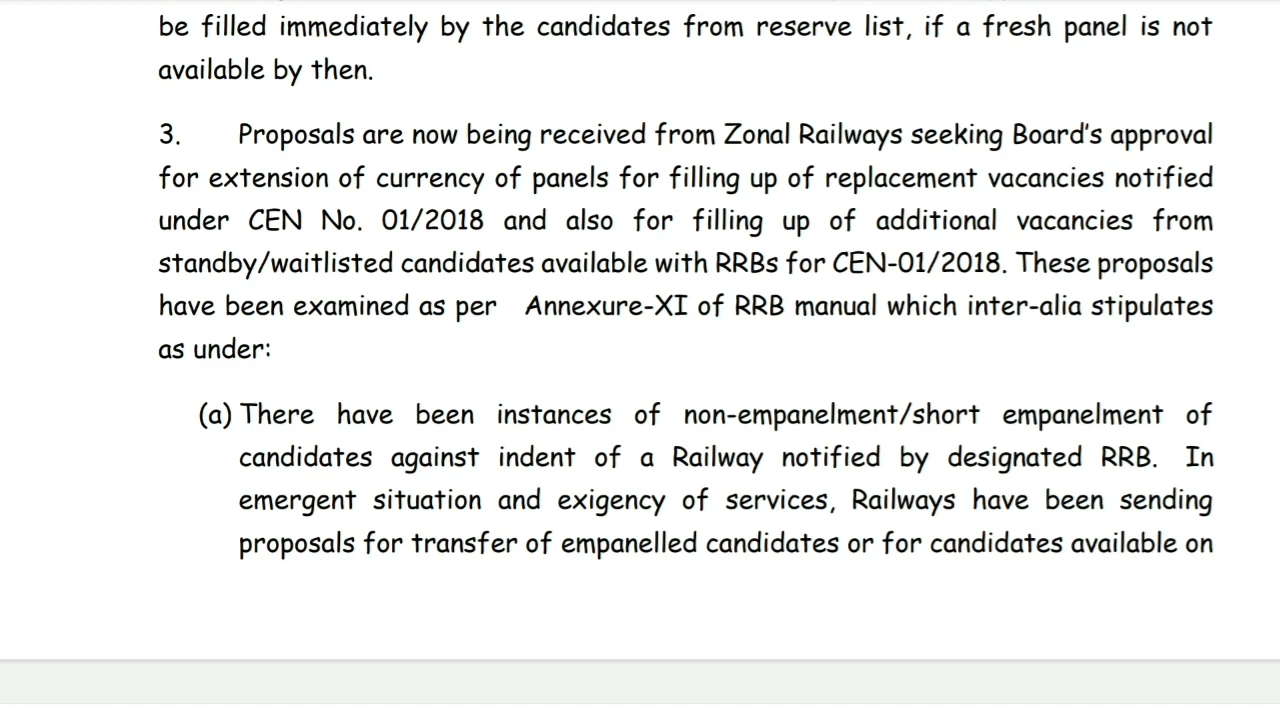 be filled immediately by the candidates from reserve list, if a fresh panel is not
available by then.
3. Proposals are now being received from Zonal Railways seeking Board's approval
for extension of currency of panels for filling up of replacement vacancies notified
under CEN No. 01/2018 and also for filling up of additional vacancies from
standby/waitlisted candidates available with RRBs for CEN-01/2018. These proposals
have been examined as per Annexure-XI of RRB manual which inter-alia stipulates
as under:
(a) There have been instances of non-empanelment/short empanelment of
candidates against indent of a Railway notified by designated RRB. In
emergent situation and exigency of services, Railways have been sending
proposals for transfer of empanelled candidates or for candidates available on